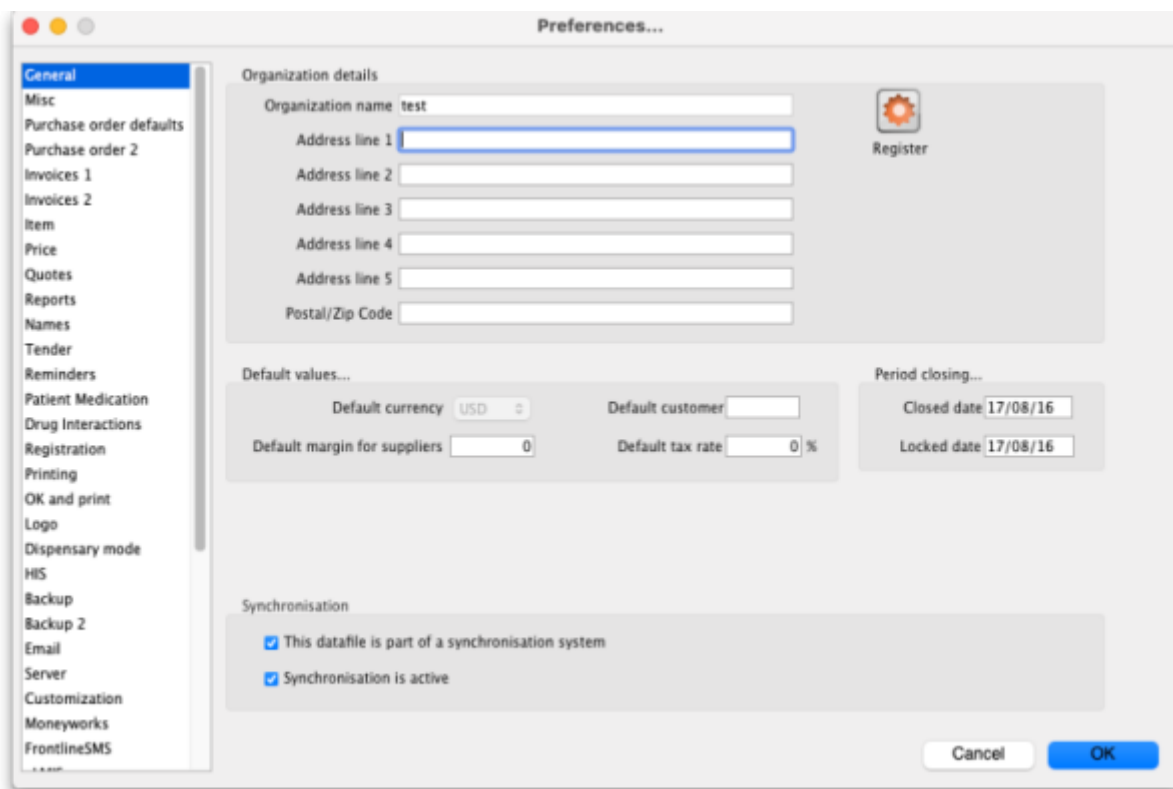 Preferences...
General
Misc
Purchase order defaults
Purchase order 2
Invoices 1
Invoices 2
Item
Price
Quotes
Reports
Names
Tender
Reminders
Patient Medication
Drug Interactions
Registration
Printing
OK and print
Logo
Dispensary mode
HIS
Backup
Backup 2
Email
Server
Customization
Moneyworks
FrontlineSMS
Organization details
Organization name test
Address line 1
Address line 2
Address line 3
Address line 4
Address line 5
Postal/Zip Code
Register
Default values...
Default currency USD Default customer
Default margin for suppliers 0 Default tax rate 0 %
Period closing...
Closed date 17/08/16
Locked date 17/08/16
Synchronisation
This datafile is part of a synchronisation system
Synchronisation is active
Cancel OK